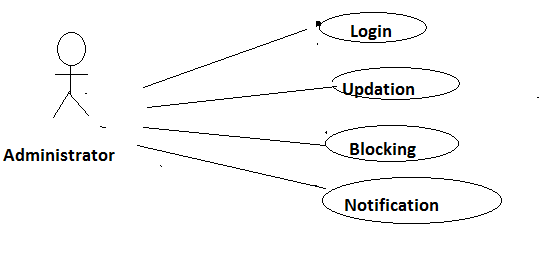 Login
Updation
Blocking
Administrator
Notification